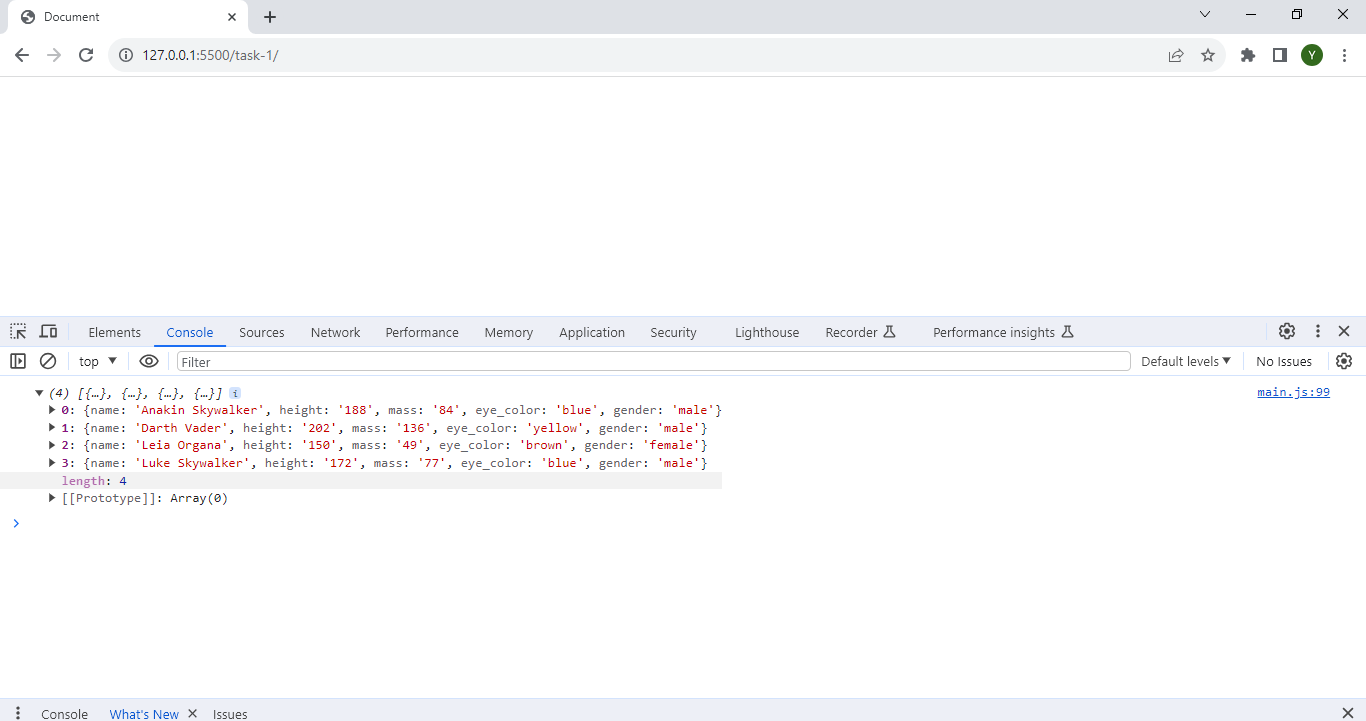 Document
127.0.0.1:5500/task-1/
Y
Elements Console Sources Network Performance Memory Application Security Lighthouse Recorder Performance insights
top Filter Default levels No Issues
(4) [{…}, {…}, {…}, {…}] i main.js:99
0: {name: 'Anakin Skywalker', height: '188', mass: '84', eye_color: 'blue', gender: 'male'}
1: {name: 'Darth Vader', height: '202', mass: '136', eye_color: 'yellow', gender: 'male'}
2: {name: 'Leia Organa', height: '150', mass: '49', eye_color: 'brown', gender: 'female'}
3: {name: 'Luke Skywalker', height: '172', mass: '77', eye_color: 'blue', gender: 'male'}
length: 4
[[Prototype]]: Array(0)
Console What's New Issues